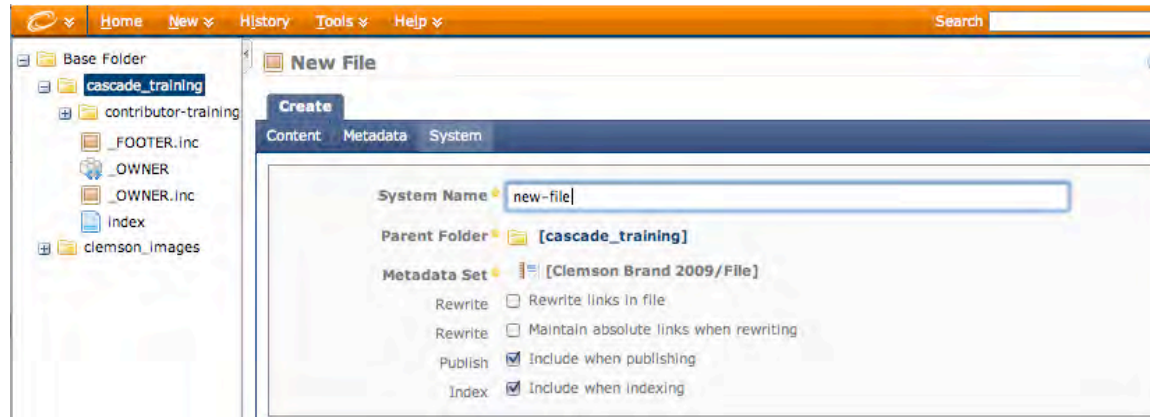 Home New History Tools Help Search
Base Folder
cascade_training
contributor-training
_FOOTER.inc
_OWNER
_OWNER.inc
index
clemson_images
New File
Create
Content Metadata System
System Name new-file
Parent Folder [cascade_training]
Metadata Set [Clemson Brand 2009/File]
Rewrite Rewrite links in file
Rewrite Maintain absolute links when rewriting
Publish Include when publishing
Index Include when indexing